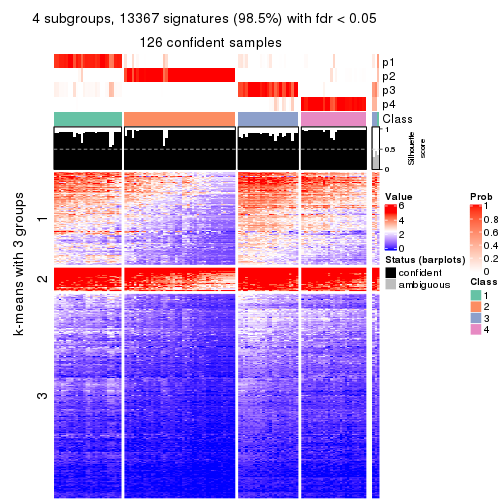 4 subgroups, 13367 signatures (98.5%) with fdr < 0.05
126 confident samples
p1
p2
p3
p4
Class
1
0.5
0
Silhouette
score
k-means with 3 groups
1
2
3
Value
6
4
2
0
Status (barplots)
confident
ambiguous
Prob
1
0.8
0.6
0.4
0.2
0
Class
1
2
3
4